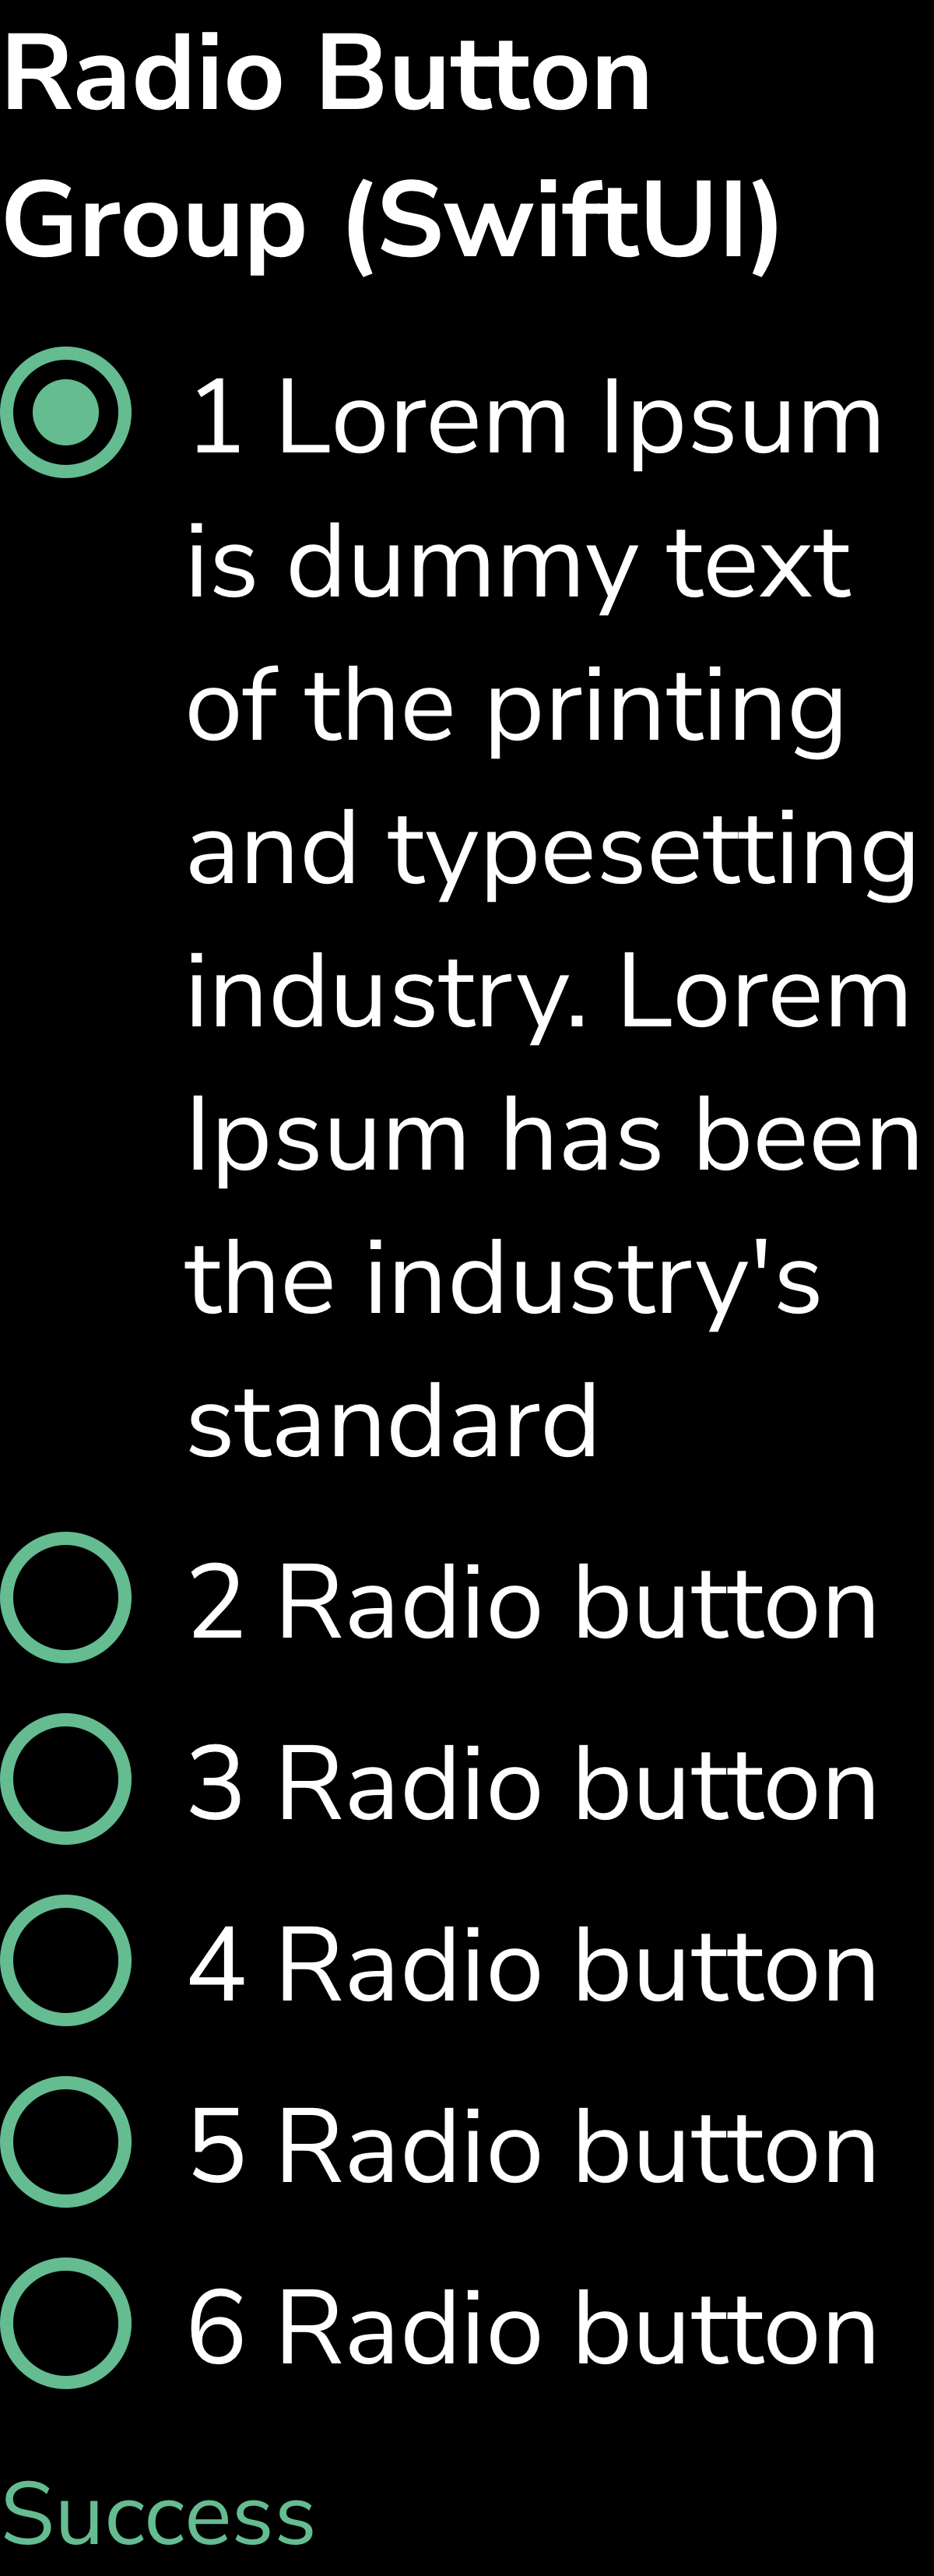 Radio Button
Group (SwiftUI)
1 Lorem Ipsum
is dummy text
of the printing
and typesetting
industry. Lorem
Ipsum has been
the industry's
standard
2 Radio button
3 Radio button
4 Radio button
5 Radio button
6 Radio button
Success